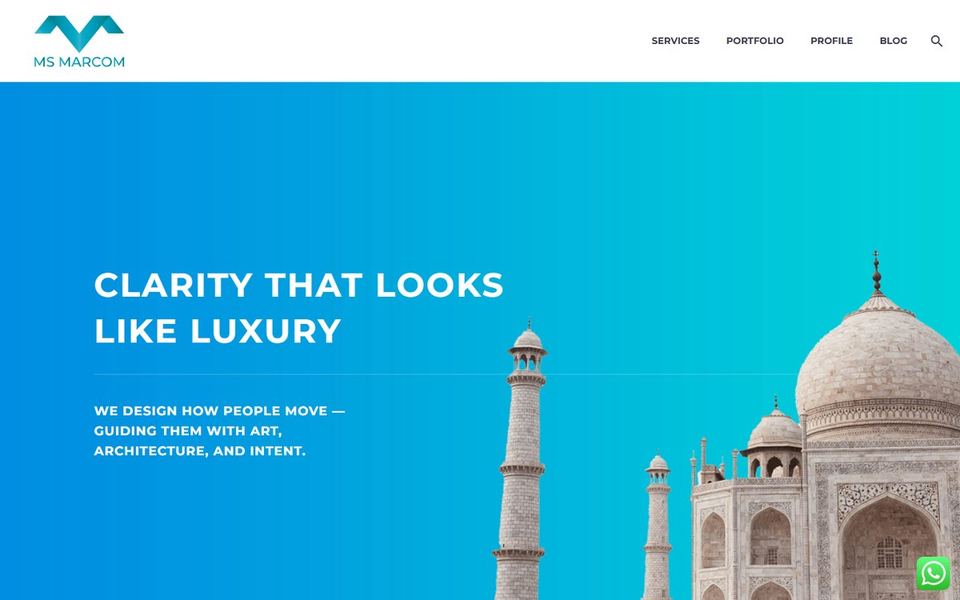 MS MARCOM
SERVICES
PORTFOLIO
PROFILE
BLOG
CLARITY THAT LOOKS
LIKE LUXURY
WE DESIGN HOW PEOPLE MOVE —
GUIDING THEM WITH ART,
ARCHITECTURE, AND INTENT.